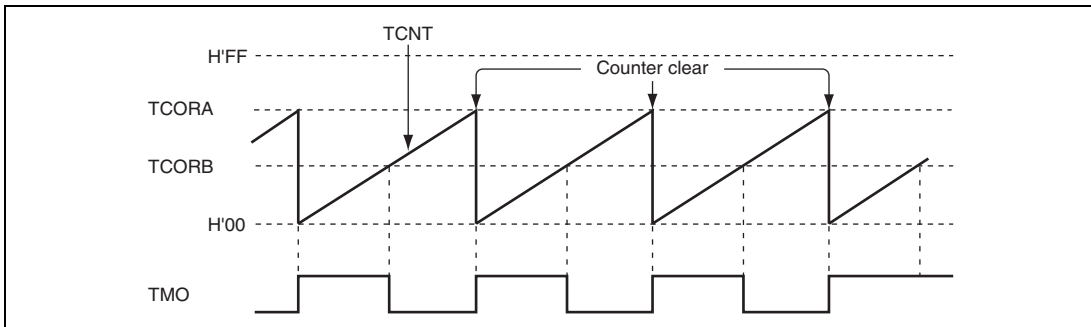 TCNT
H'FF
Counter clear
TCORA
TCORB
H'00
TMO